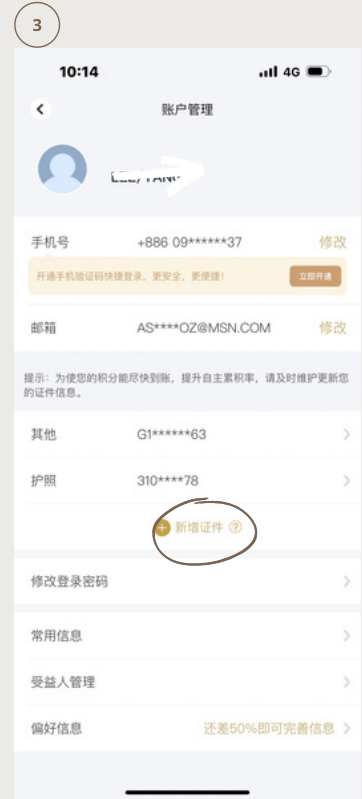 3
10:14
4G
账户管理
手机号 +886 09******37 修改
开通手机验证码快捷登录，更安全，更便捷！ 立即开通
邮箱 AS****OZ@MSN.COM 修改
提示：为使您的积分能尽快到账，提升自主累积率，请及时维护更新您
的证件信息。
其他 G1******63
护照 310****78
新增证件 ?
修改登录密码
常用信息
受益人管理
偏好信息 还差50%即可完善信息